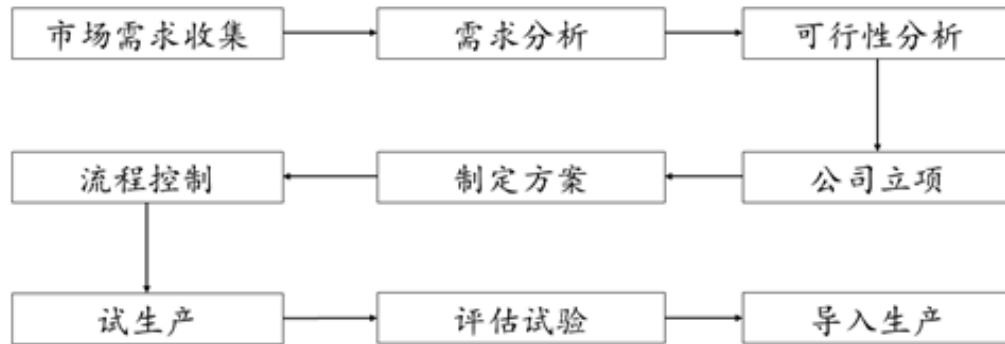 市场需求收集
需求分析
可行性分析
公司立项
制定方案
流程控制
试生产
评估试验
导入生产